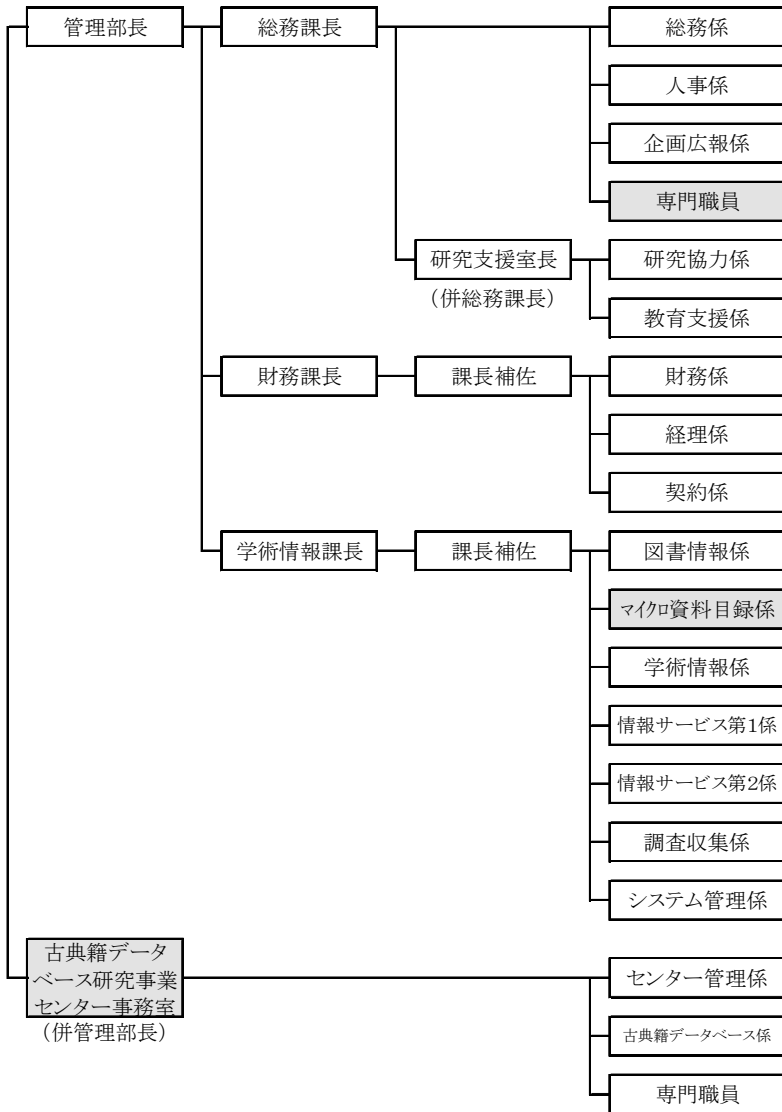 管理部長
総務課長
総務係
人事係
企画広報係
専門職員
研究支援室長
(併総務課長)
研究協力係
教育支援係
財務課長
課長補佐
財務係
経理係
契約係
学術情報課長
課長補佐
図書情報係
マイクロ資料目録係
学術情報係
情報サービス第1係
情報サービス第2係
調査収集係
システム管理係
古典籍データ
ベース研究事業
センター事務室
(併管理部長)
センター管理係
古典籍データベース係
専門職員